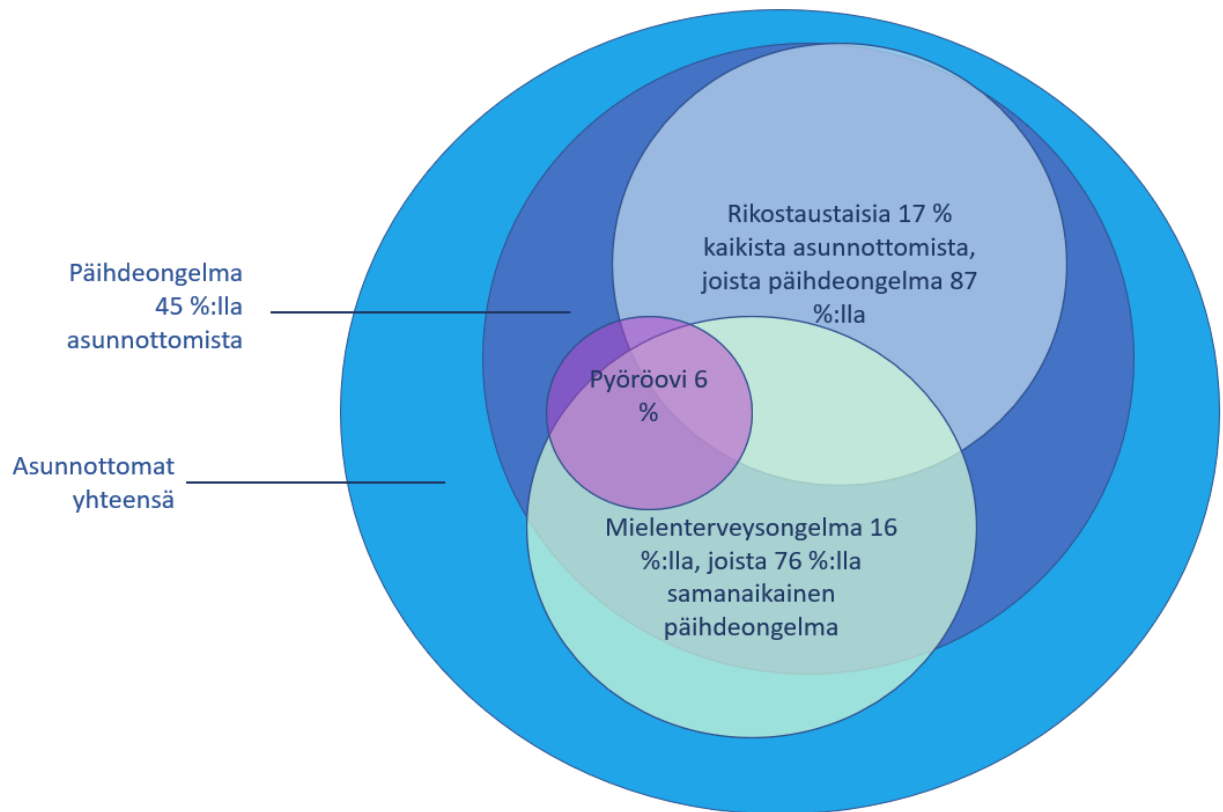 Rikostaustaisia 17 %
kaikista asunnottomista,
joista päihdeongelma 87
%:lla
Päihdeongelma
45 %:lla
asunnottomista
Pyöröovi 6
%
Asunnottomat
yhteensä
Mielenterveysongelma 16
%:lla, joista 76 %:lla
samanaikainen
päihdeongelma